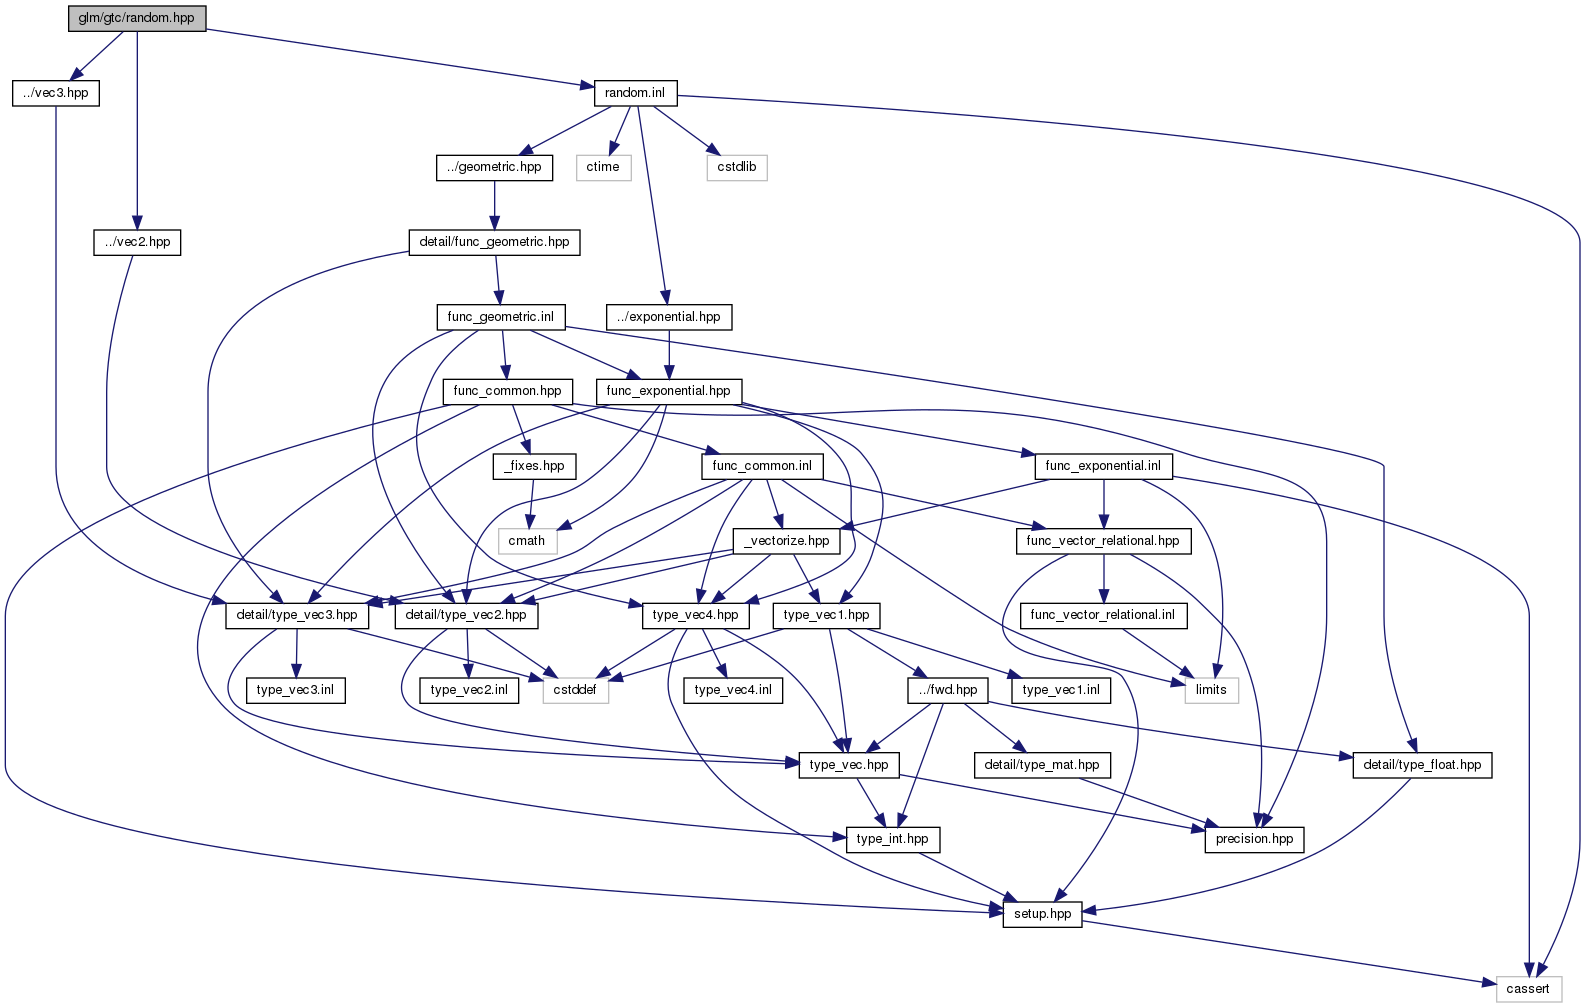 glm/gtc/random.hpp
../vec3.hpp
random.inl
../geometric.hpp
ctime
cstdlib
../vec2.hpp
detail/func_geometric.hpp
func_geometric.inl
../exponential.hpp
func_common.hpp
func_exponential.hpp
_fixes.hpp
func_common.inl
func_exponential.inl
cmath
_vectorize.hpp
func_vector_relational.hpp
detail/type_vec3.hpp
detail/type_vec2.hpp
type_vec4.hpp
type_vec1.hpp
func_vector_relational.inl
type_vec3.inl
type_vec2.inl
cstddef
type_vec4.inl
../fwd.hpp
type_vec1.inl
limits
type_vec.hpp
detail/type_mat.hpp
detail/type_float.hpp
type_int.hpp
precision.hpp
setup.hpp
cassert